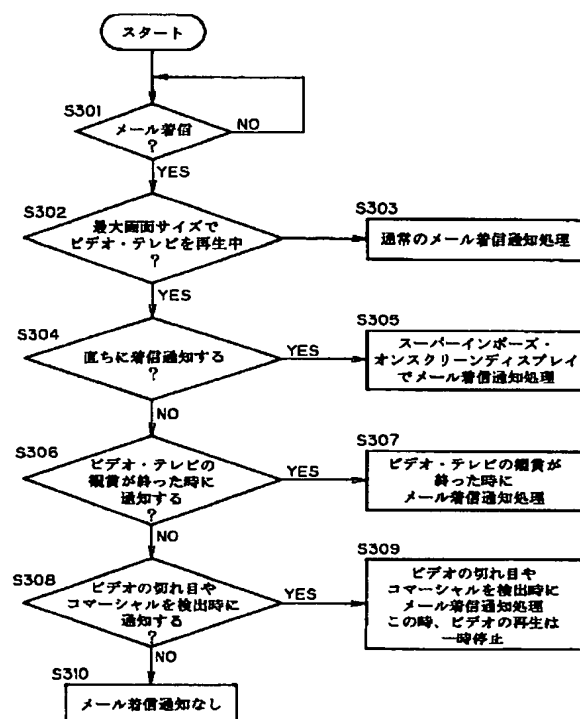 スタート
S301
メール着信
?
NO
YES
S302
最大画面サイズで
ビデオ・テレビを再生中
?
S303
通常のメール着信通知処理
YES
S304
直ちに着信通知する
?
YES
S305
スーパーインポーズ・
オンスクリーンディスプレイ
でメール着信通知処理
NO
S306
ビデオ・テレビの
観賞が終った時に
通知する
?
YES
S307
ビデオ・テレビの観賞が
終った時に
メール着信通知処理
NO
S308
ビデオの切れ目や
コマーシャルを検出時に
通知する
?
YES
S309
ビデオの切れ目や
コマーシャルを検出時に
メール着信通知処理
この時、ビデオの再生は
一時停止
NO
S310
メール着信通知なし